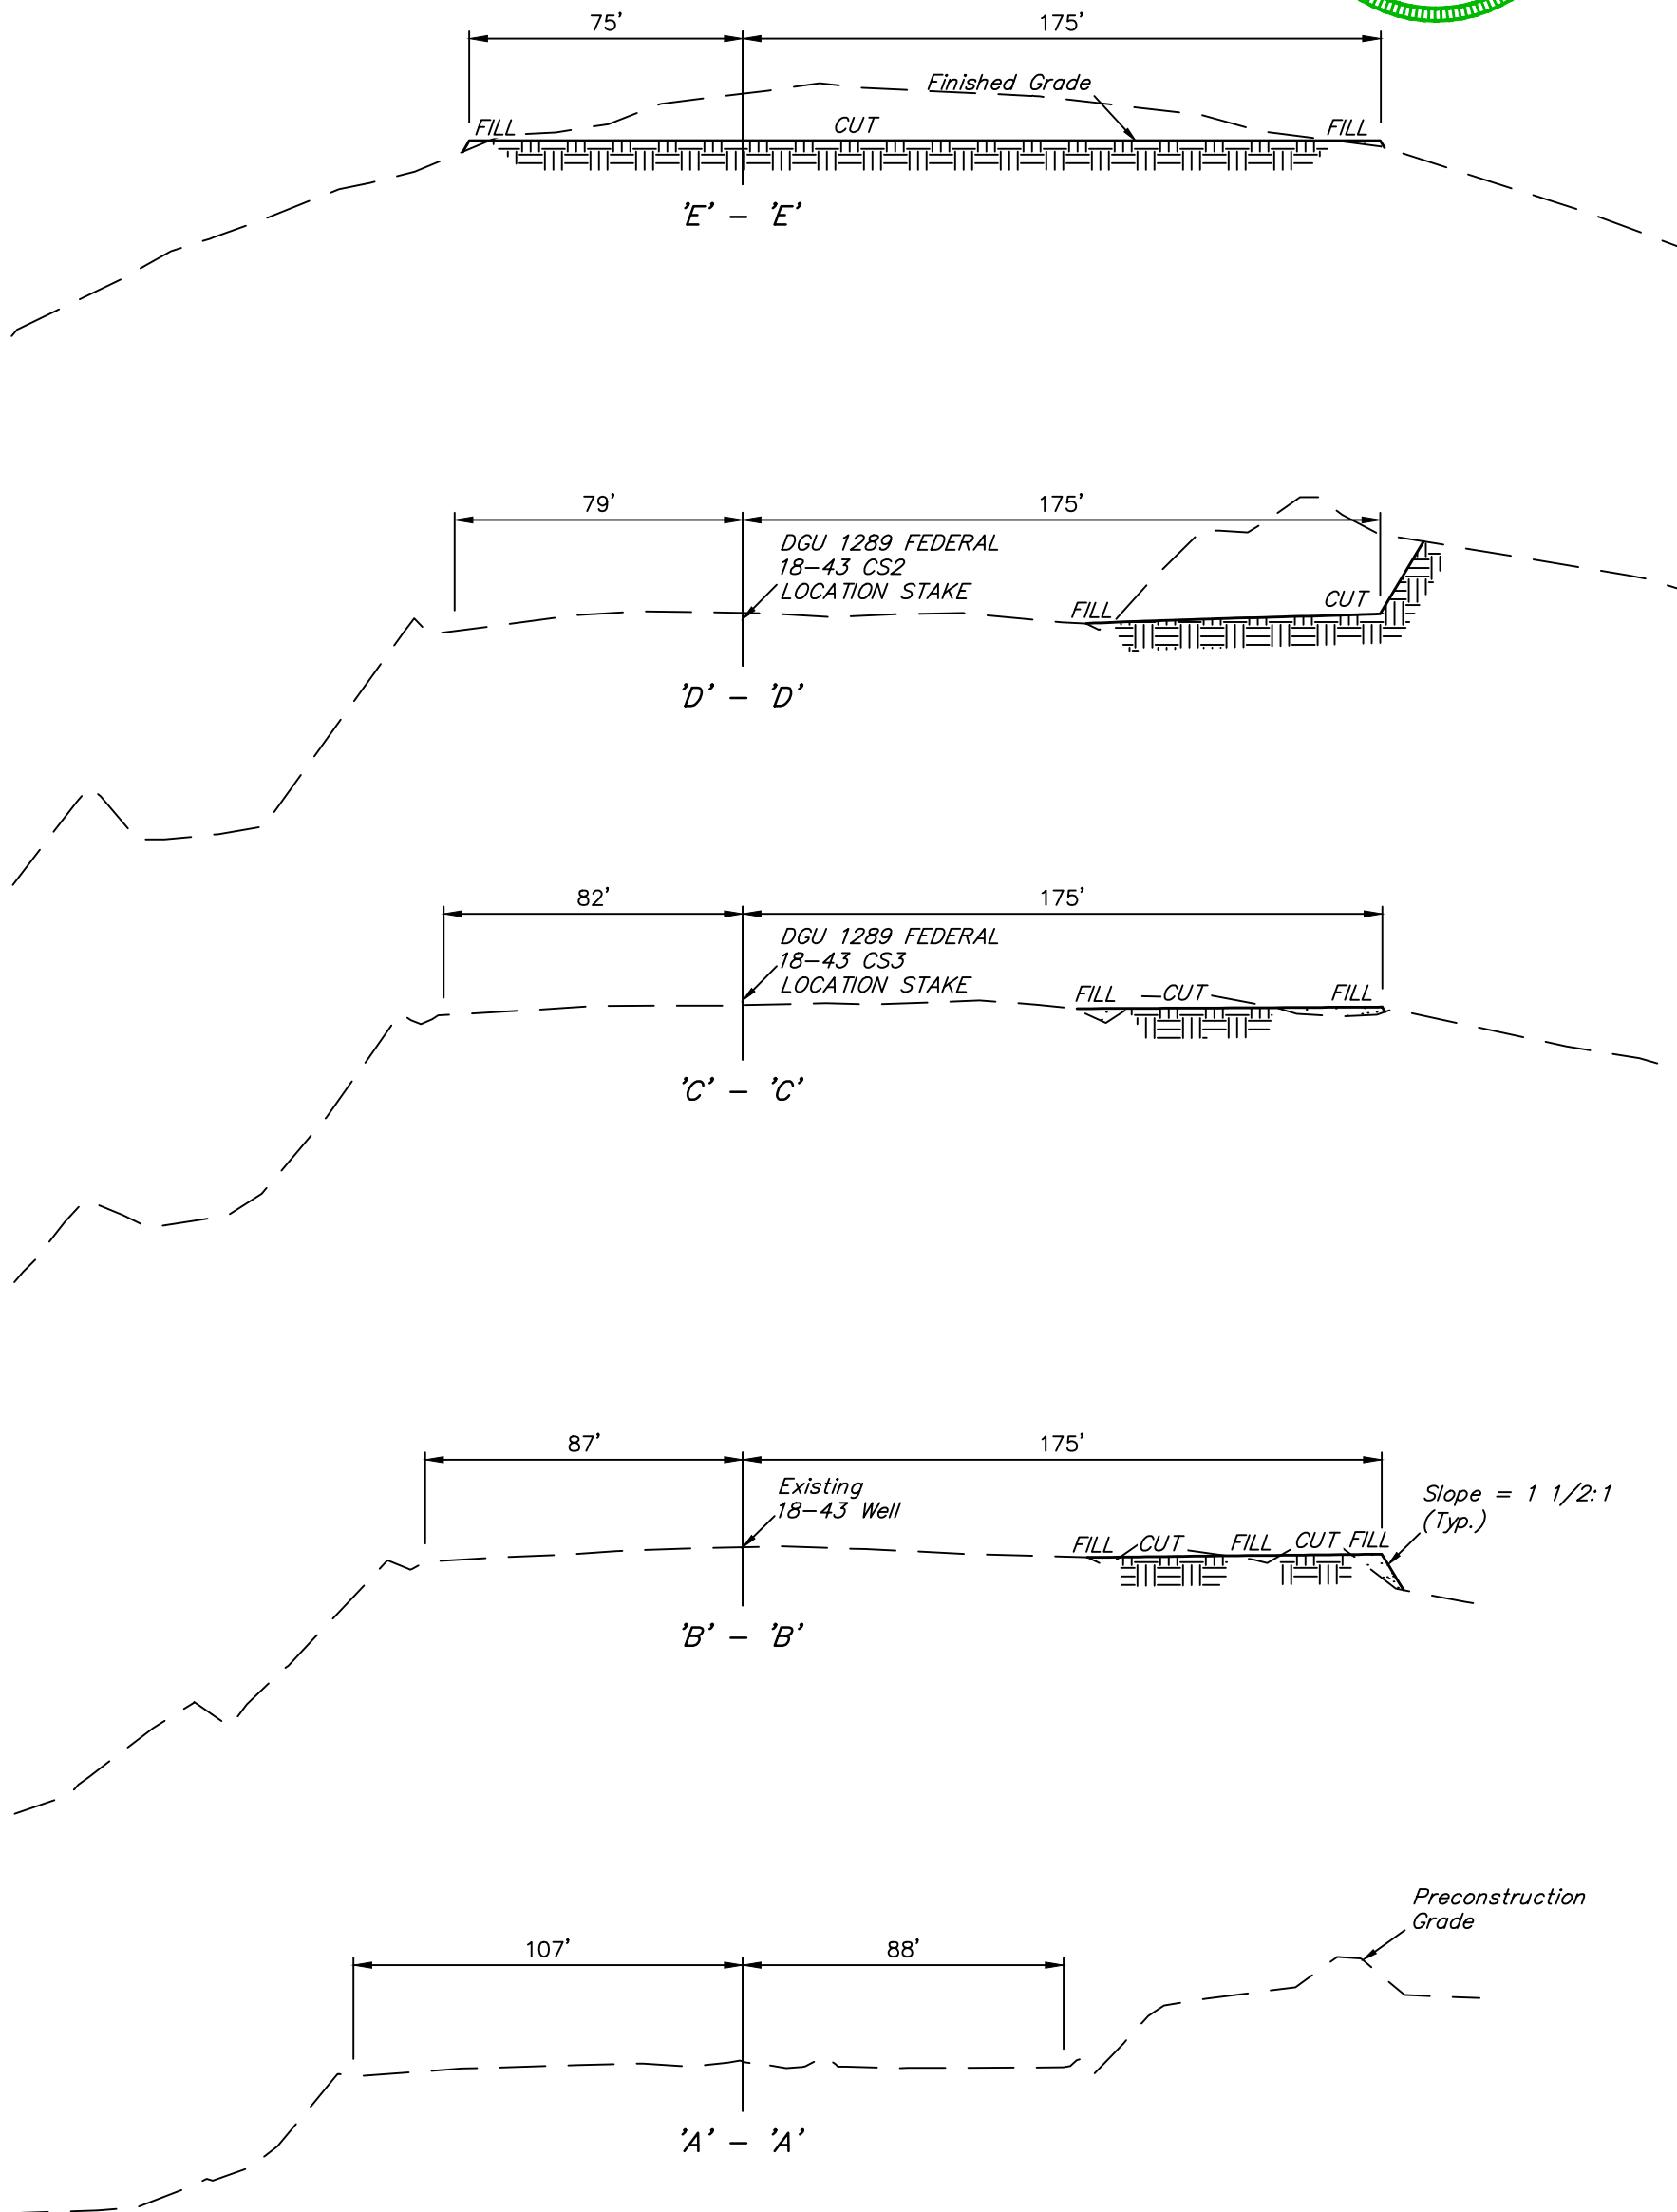 75' 175'
Finished Grade
FILL CUT FILL
'E' – 'E'
79' 175'
DGU 1289 FEDERAL
18–43 CS2
LOCATION STAKE
FILL CUT
'D' – 'D'
82' 175'
DGU 1289 FEDERAL
18–43 CS3
LOCATION STAKE
FILL CUT FILL
'C' – 'C'
87' 175'
Existing
18–43 Well
Slope = 1 1/2:1
(Typ.)
FILL CUT FILL CUT FILL
'B' – 'B'
Preconstruction
Grade
107' 88'
'A' – 'A'